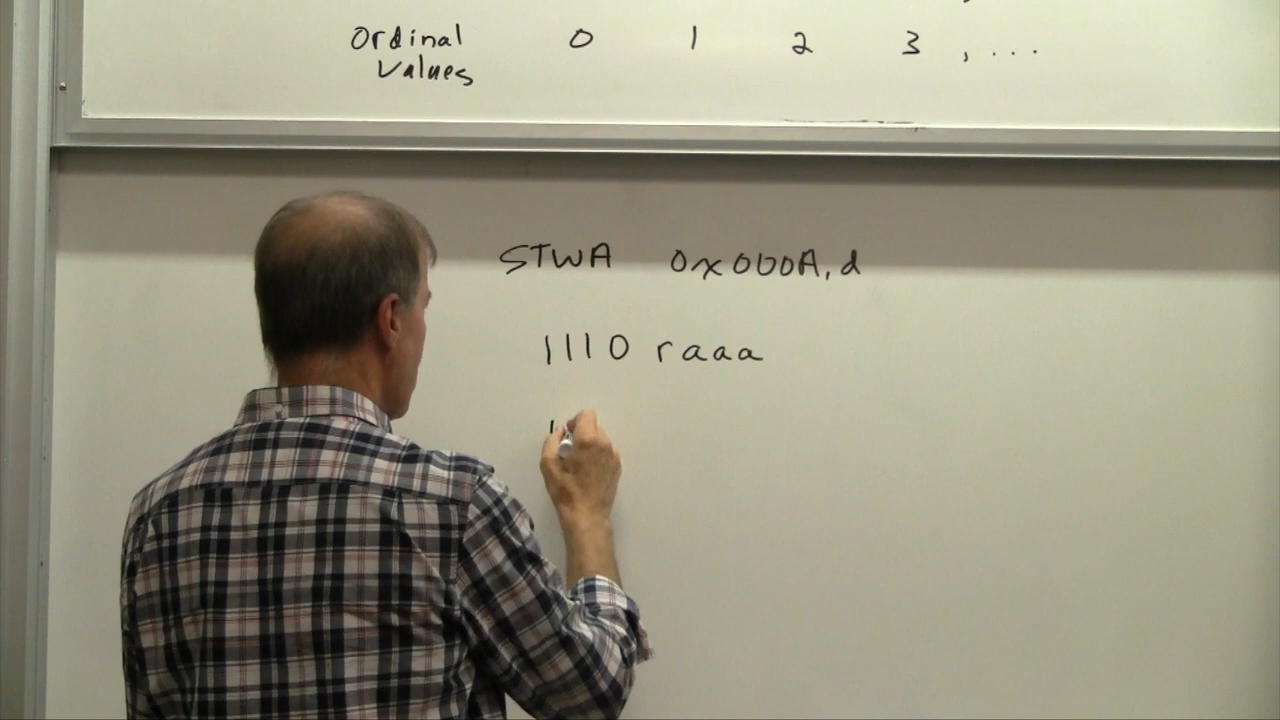 Ordinal 0 1 2 3 , ...
Values
STWA 0x000A,d
1110 raaa